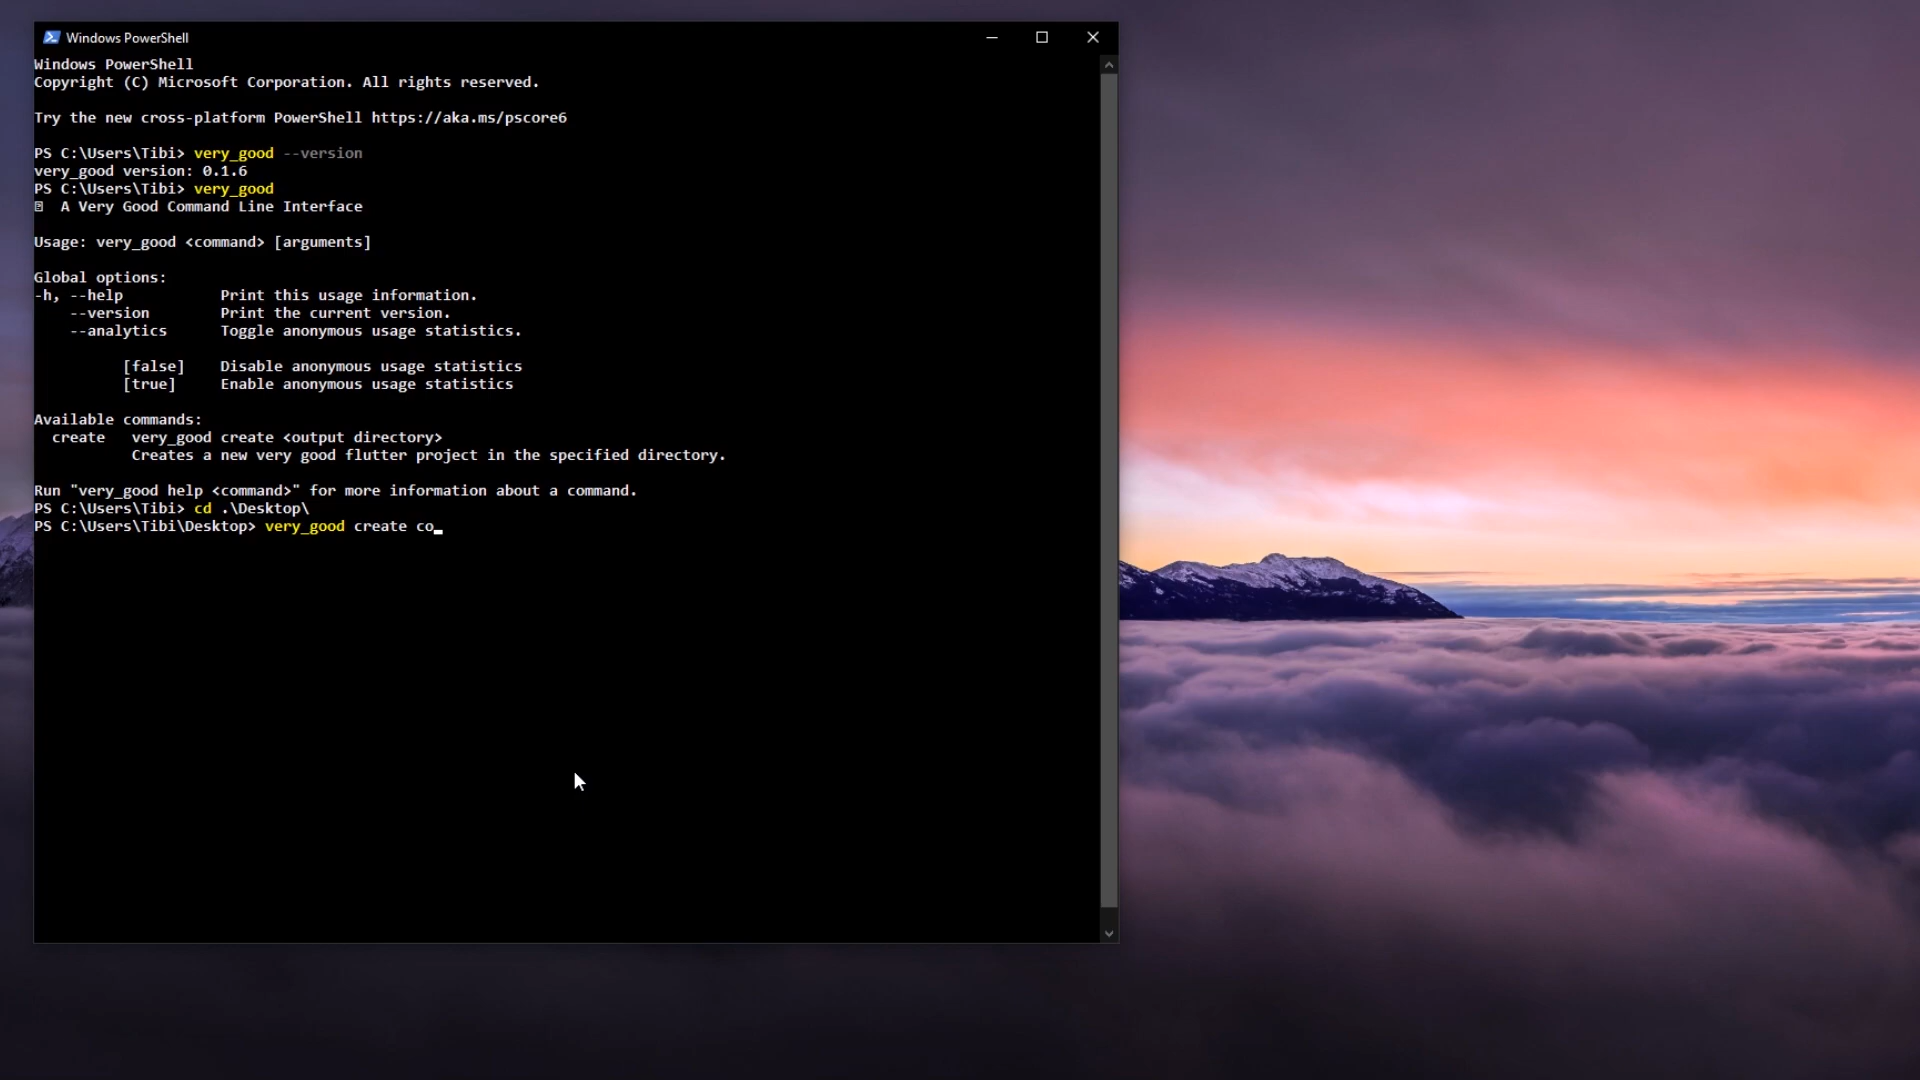 Windows PowerShell
Windows PowerShell
Copyright (C) Microsoft Corporation. All rights reserved.
Try the new cross-platform PowerShell https://aka.ms/pscore6
PS C:\Users\Tibi> very_good --version
very_good version: 0.1.6
PS C:\Users\Tibi> very_good
A Very Good Command Line Interface
Usage: very_good <command> [arguments]
Global options:
-h, --help Print this usage information.
--version Print the current version.
--analytics Toggle anonymous usage statistics.
[false] Disable anonymous usage statistics
[true] Enable anonymous usage statistics
Available commands:
create very_good create <output directory>
Creates a new very good flutter project in the specified directory.
Run "very_good help <command>" for more information about a command.
PS C:\Users\Tibi> cd .\Desktop\
PS C:\Users\Tibi\Desktop> very_good create co